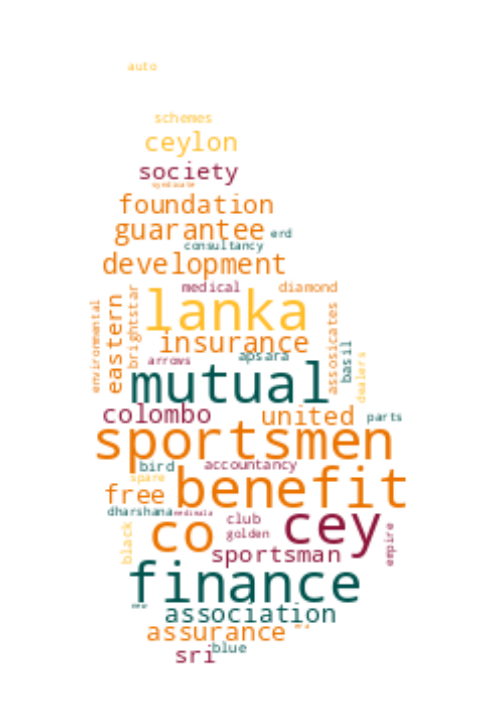 auto
schemes
ceylon
society
syndicate
foundation
guarantee erd
consultancy
development
medical diamond
lanka
environmental eastern brightstar
insurance
assosicates
arrows apsara basil
dealers
mutual
colombo united parts
sportsmen
bird accountancy
spare
free benefit
dharshana
club cey
co golden
black sportsman empire
finance
association
assurance
blue
sri